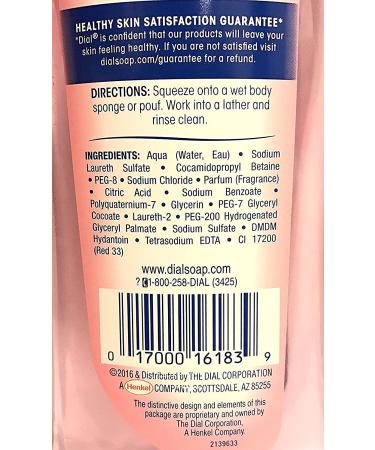 HEALTHY SKIN SATISFACTION GUARANTEE*
*Dial® is confident that our products will leave your
skin feeling healthy. If you are not satisfied visit
dialsoap.com/guarantee for a refund.
DIRECTIONS: Squeeze onto a wet body
sponge or pouf. Work into a lather and
rinse clean.
INGREDIENTS: Aqua (Water, Eau) • Sodium
Laureth Sulfate • Cocamidopropyl Betaine
• PEG-8 • Sodium Chloride • Parfum (Fragrance)
• Citric Acid • Sodium Benzoate •
Polyquaternium-7 • Glycerin • PEG-7 Glyceryl
Cocoate • Laureth-2 • PEG-200 Hydrogenated
Glyceryl Palmate • Sodium Sulfate • DMDM
Hydantoin • Tetrasodium EDTA • CI 17200
(Red 33)
www.dialsoap.com
? 1-800-258-DIAL (3425)
0 17000 16183 9
©2016 & Distributed by THE DIAL CORPORATION
A Henkel COMPANY, SCOTTSDALE, AZ 85255
The distinctive design and elements of this
package are proprietary and owned by
The Dial Corporation,
A Henkel Company.
2139633